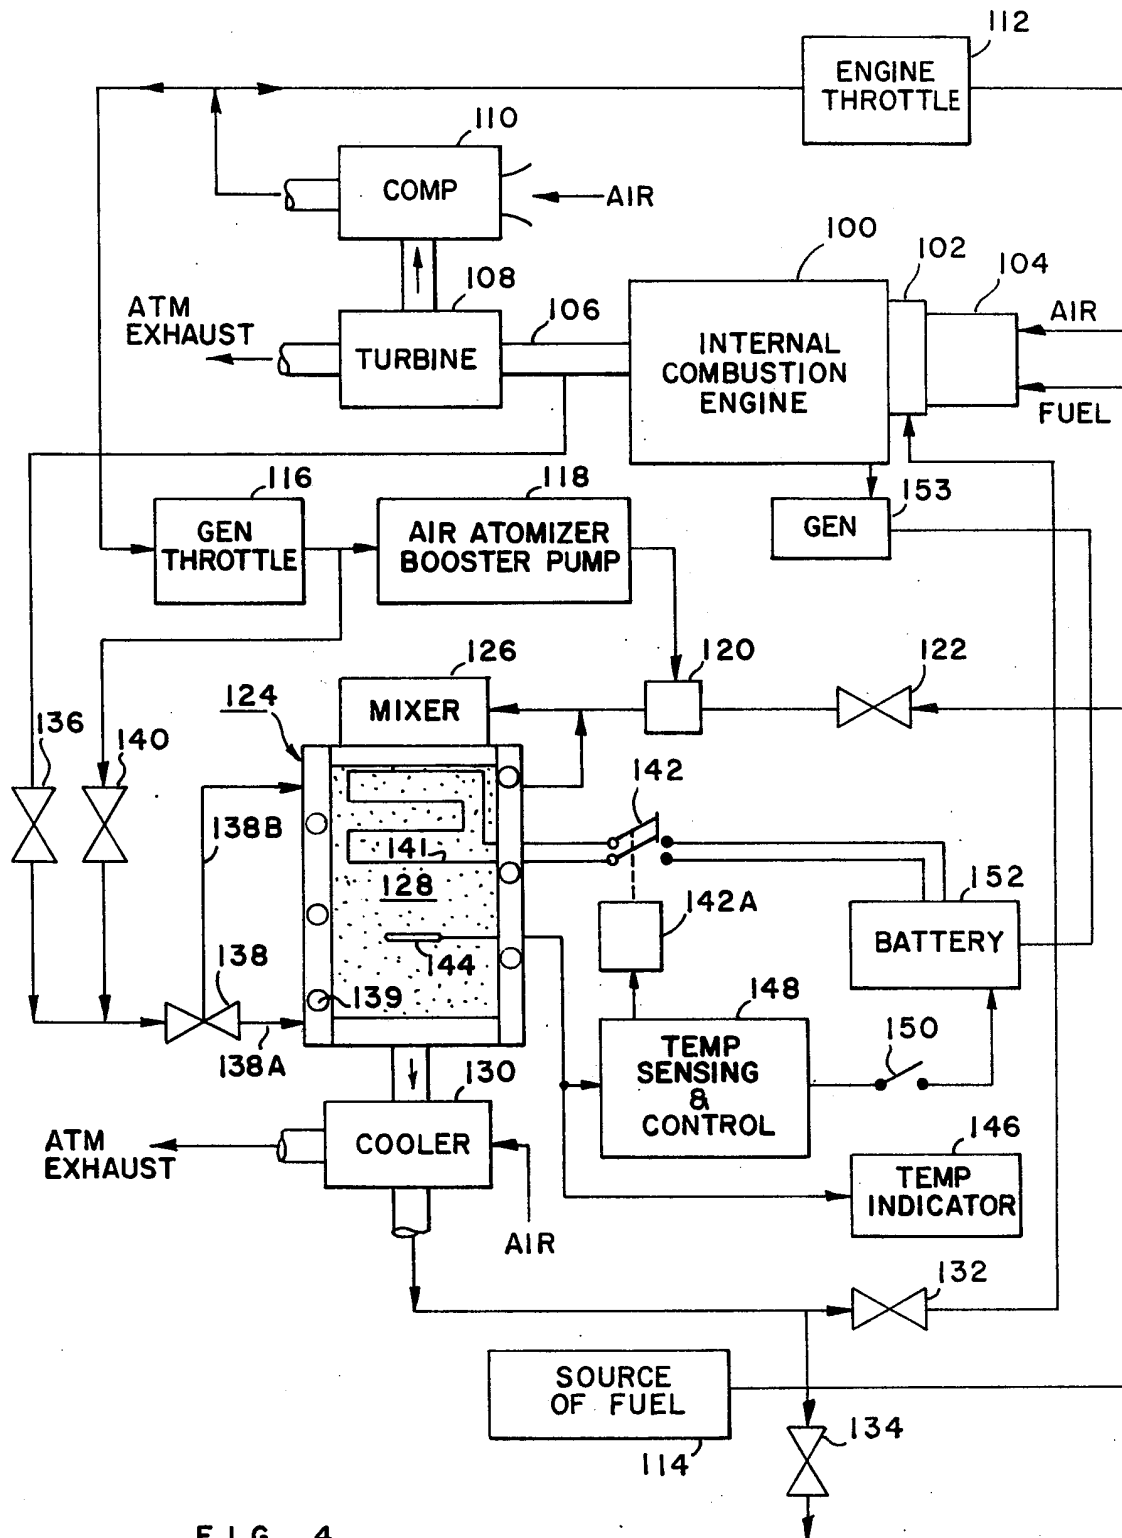 112
ENGINE
THROTTLE
110
COMP
AIR
100
102
104
108
106
ATM
EXHAUST
TURBINE
INTERNAL
COMBUSTION
ENGINE
AIR
FUEL
116
118
153
GEN
THROTTLE
AIR ATOMIZER
BOOSTER PUMP
GEN
126
120
122
124
MIXER
136
140
142
138B
141
128
142A
152
BATTERY
144
138
139
148
150
138A
TEMP
SENSING
&
CONTROL
130
ATM
EXHAUST
COOLER
146
TEMP
INDICATOR
AIR
132
SOURCE
OF FUEL
134
114
FIG. 4